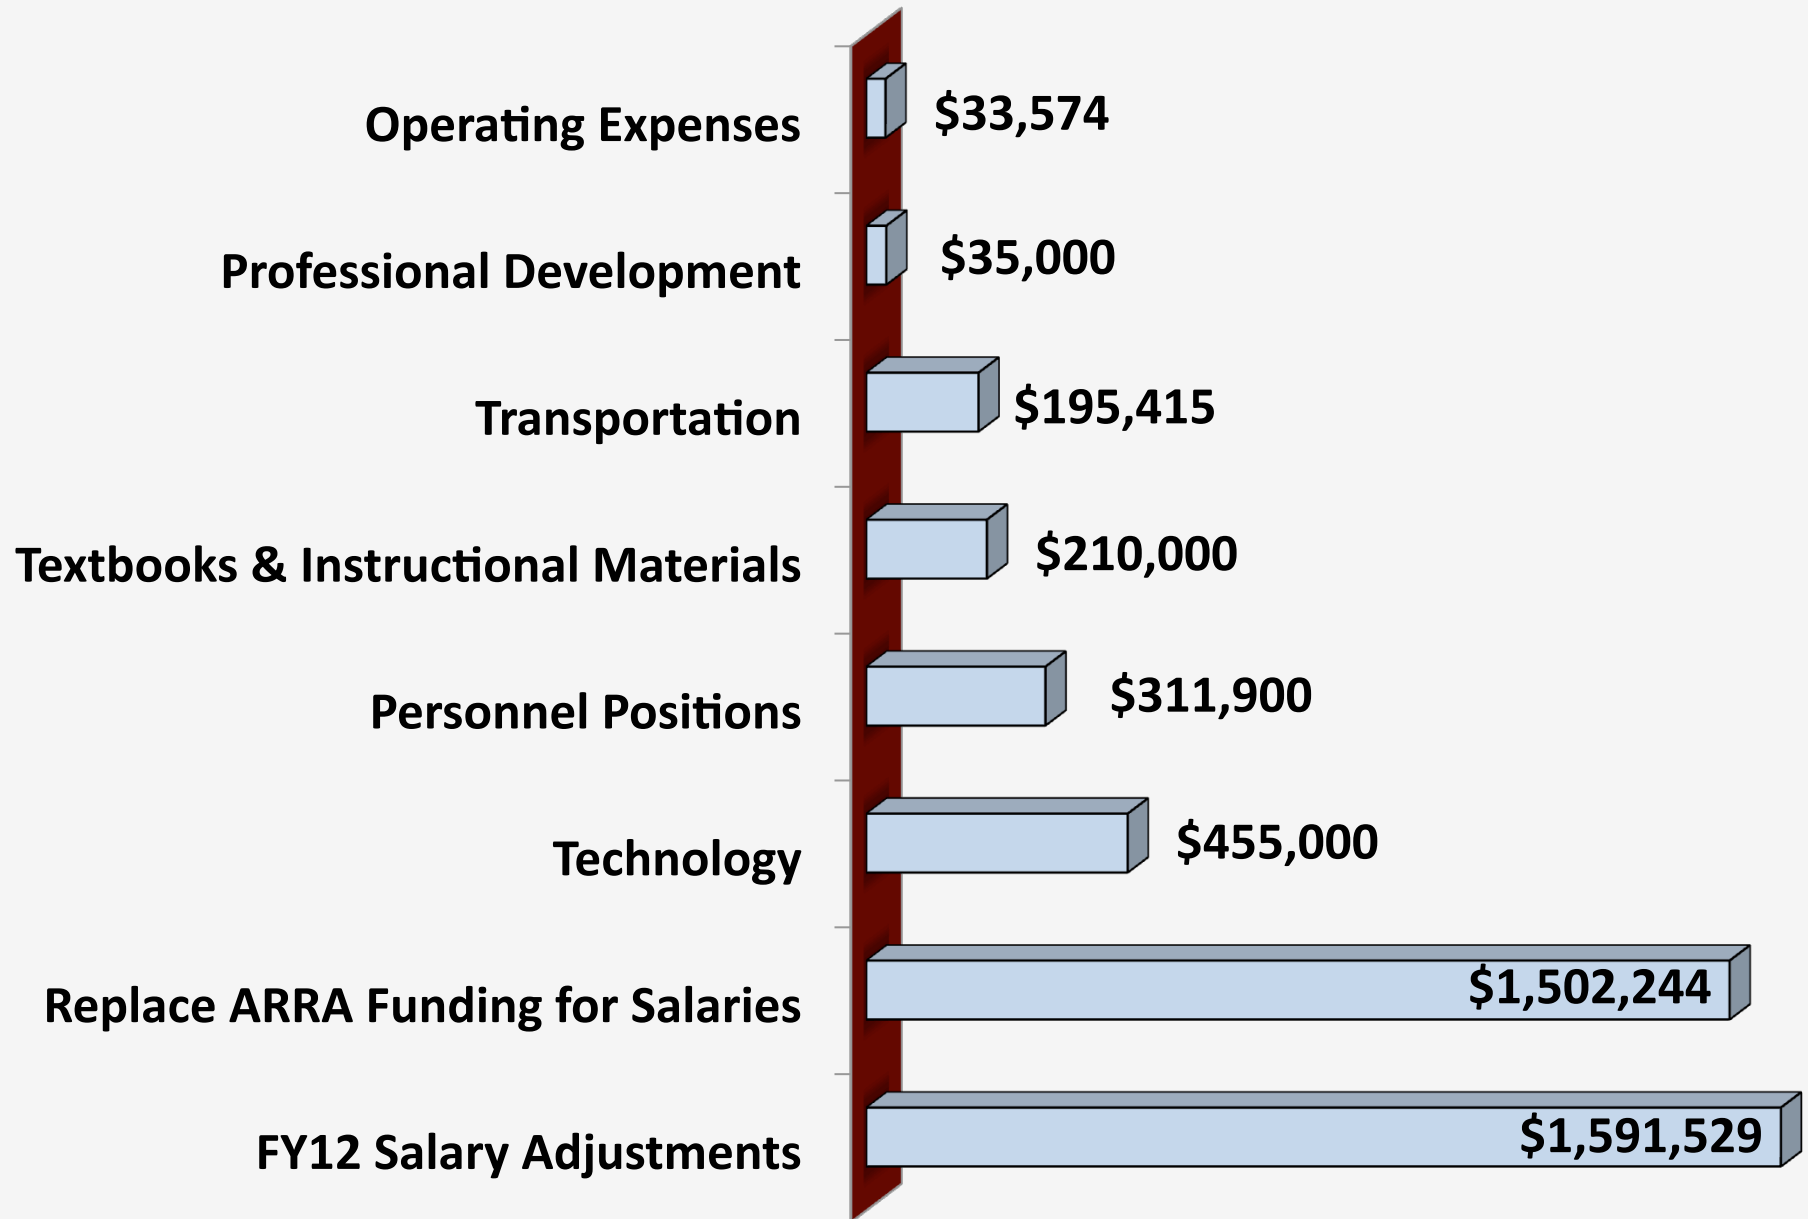 Operating Expenses $33,574
Professional Development $35,000
Transportation $195,415
Textbooks & Instructional Materials $210,000
Personnel Positions $311,900
Technology $455,000
Replace ARRA Funding for Salaries $1,502,244
FY12 Salary Adjustments $1,591,529